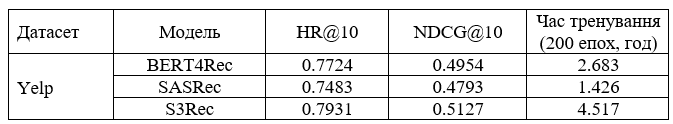 Датасет Модель HR@10 NDCG@10 Час тренування
(200 епох, год)
Yelp
BERT4Rec 0.7724 0.4954 2.683
SASRec 0.7483 0.4793 1.426
S3Rec 0.7931 0.5127 4.517